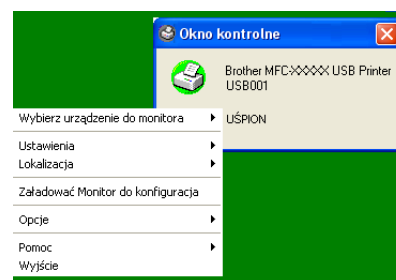 Okno kontrolne
Brother MFC-XXXX USB Printer
USB001
UŚPION
Wybierz urządzenie do monitora
Ustawienia
Lokalizacja
Załadować Monitor do konfiguracja
Opcje
Pomoc
Wyjście